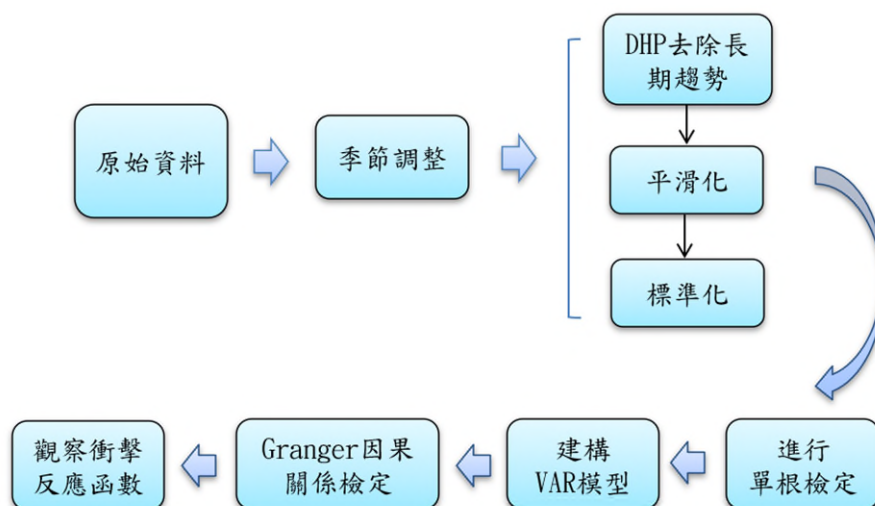 DHP去除長
期趨勢
原始資料
季節調整
平滑化
標準化
進行
單根檢定
建構
VAR模型
Granger因果
關係檢定
觀察衝擊
反應函數